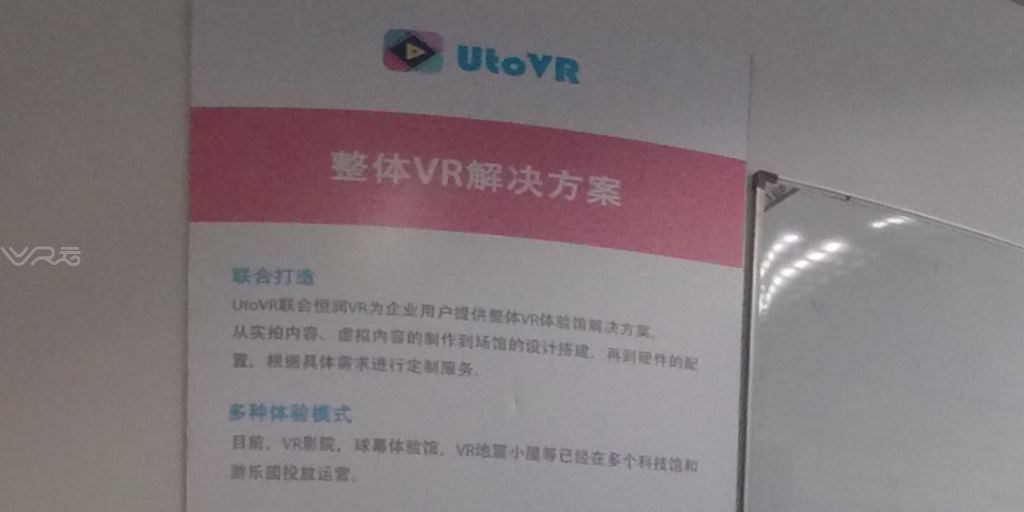 UtoVR
整体VR解决方案
VR云
联合打造
UtoVR联合恒润VR为企业用户提供整体VR体验馆解决方案。
从实拍内容、虚拟内容的制作到场馆的设计搭建，再到硬件的配
置，根据具体需求进行定制服务。
多种体验模式
目前，VR影院，球幕体验馆，VR地震小屋等已经在多个科技馆和
游乐园投放运营。